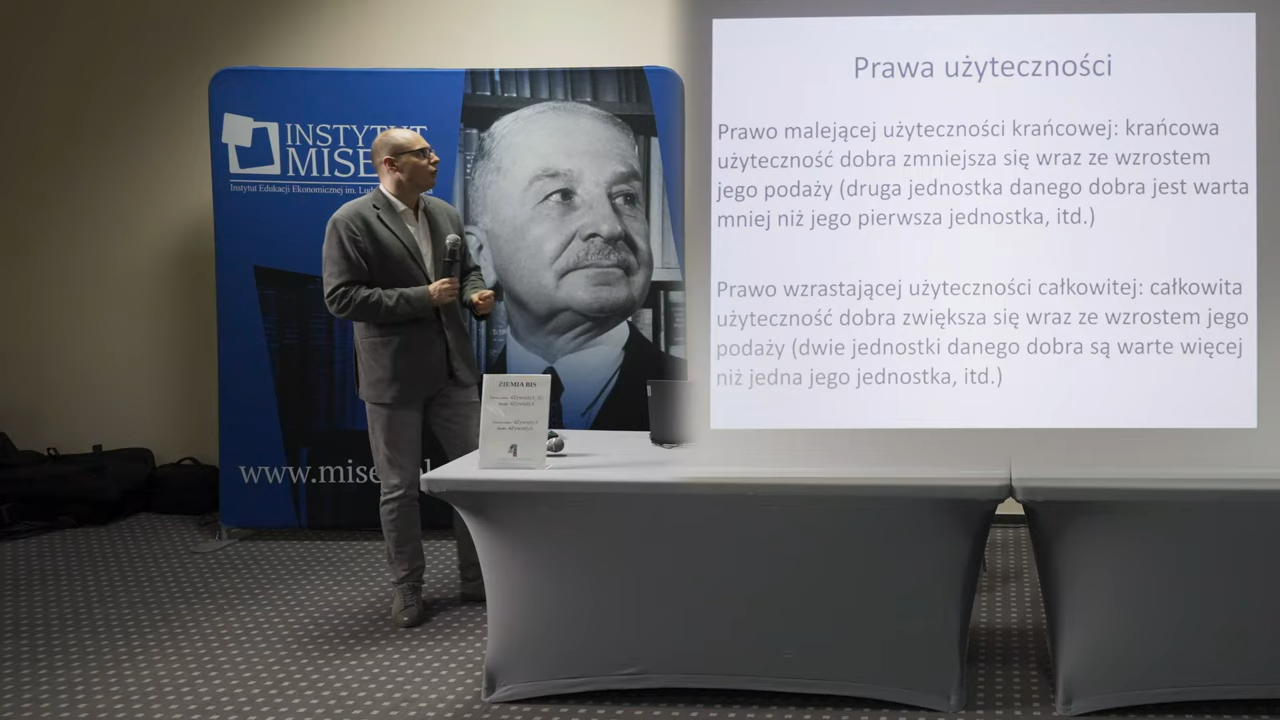 INSTYTUT
MISE
Instytut Edukacji Ekonomicznej im. Lud
www.mise
ZIEMIA BIS
Prawa użyteczności
Prawo malejącej użyteczności krańcowej: krańcowa
użyteczność dobra zmniejsza się wraz ze wzrostem
jego podaży (druga jednostka danego dobra jest warta
mniej niż jego pierwsza jednostka, itd.)
Prawo wzrastającej użyteczności całkowitej: całkowita
użyteczność dobra zwiększa się wraz ze wzrostem jego
podaży (dwie jednostki danego dobra są warte więcej
niż jedna jego jednostka, itd.)